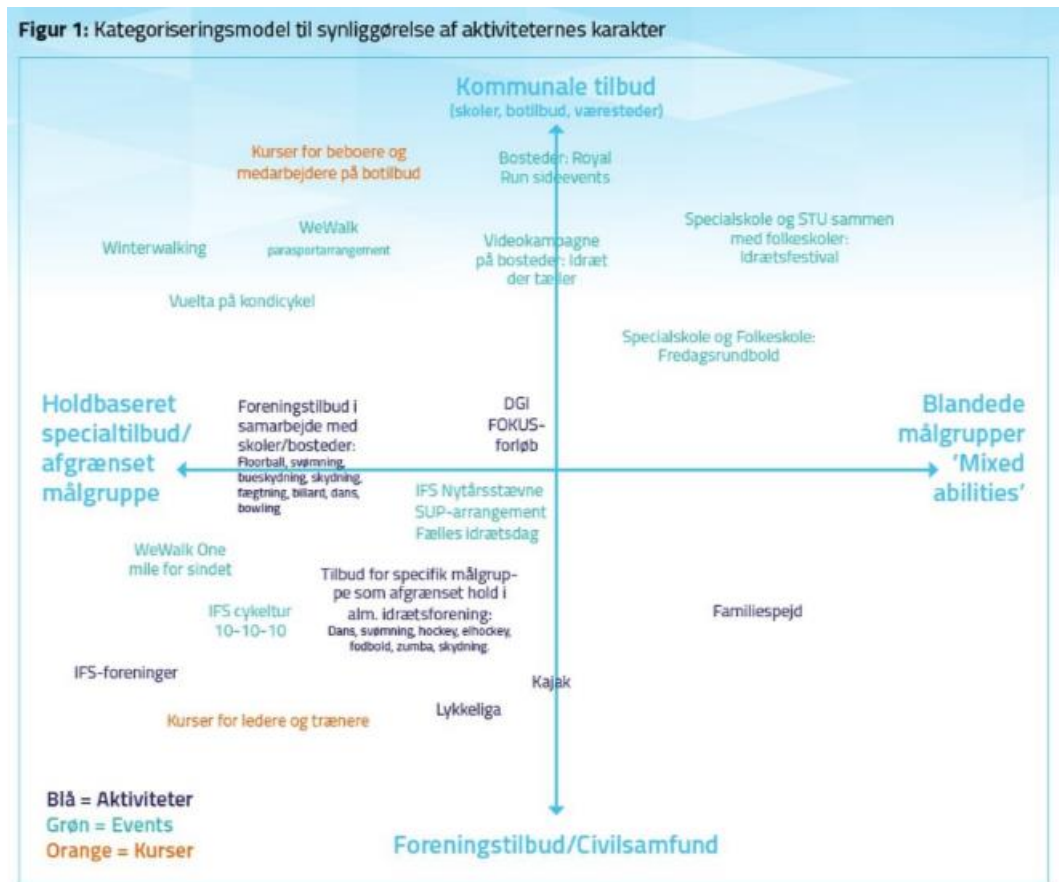 Figur 1: Kategoriseringsmodel til synliggørelse af aktiviteternes karakter
Kommunale tilbud
(skoler, botilbud, væresteder)
Kurser for beboere og
medarbejdere på botilbud
Bosteder: Royal
Run sideevents
Winterwalking
WeWalk
parasportarrangement
Videokampagne
på bosteder: Idræt
der tæller
Specialskole og STU sammen
med folkeskoler:
Idrætsfestival
Vuelta på kondicykel
Specialskole og Folkeskole:
Fredagsrundbold
Holdbaseret
specialtilbud/
afgrænset
målgruppe
Foreningstilbud i
samarbejde med
skoler/bosteder:
Floorball, svømning,
bueskydning, skydning,
fægtning, billard, dans,
bowling
DGI
FOKUS-
forløb
Blandede
målgrupper
'Mixed
abilities'
IFS Nytårsstævne
SUP-arrangement
Fælles idrætsdag
WeWalk One
mile for sindet
IFS cykeltur
10-10-10
Tilbud for specifik målgrup-
pe som afgrænset hold i
alm. idrætsforening:
Dans, svømning, hockey, elhockey,
fodbold, zumba, skydning.
Familiespejd
IFS-foreninger
Kajak
Lykkeliga
Kurser for ledere og trænere
Blå = Aktiviteter
Grøn = Events
Orange = Kurser
Foreningstilbud/Civilsamfund